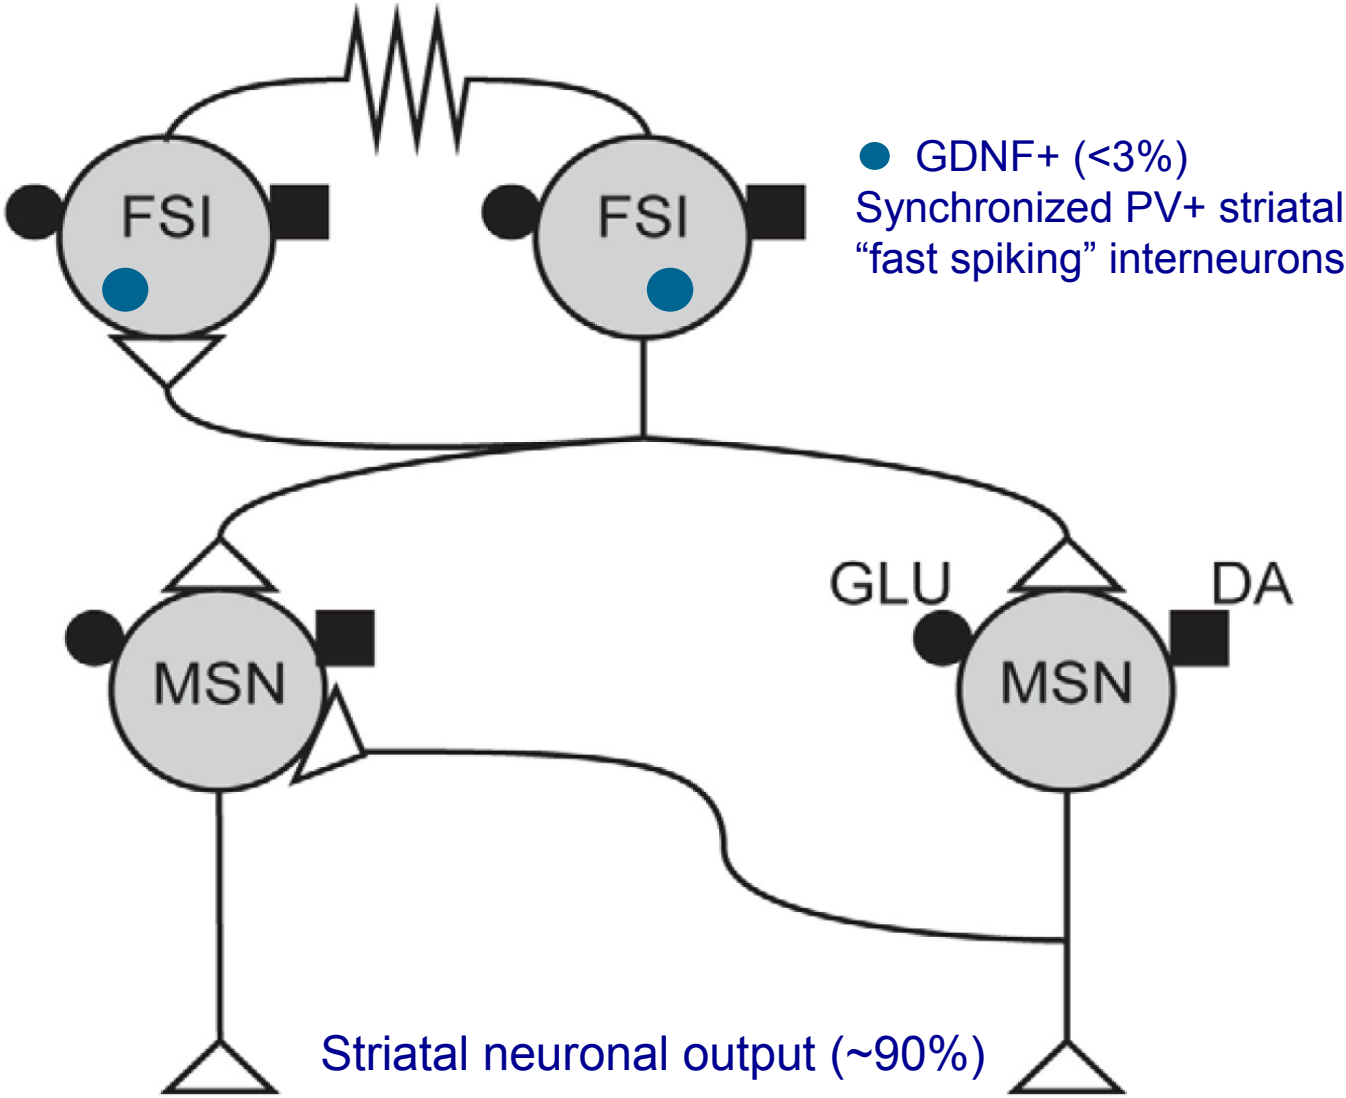 FSI
FSI
GDNF+ (<3%)
Synchronized PV+ striatal
“fast spiking” interneurons
GLU
DA
MSN
MSN
Striatal neuronal output (~90%)